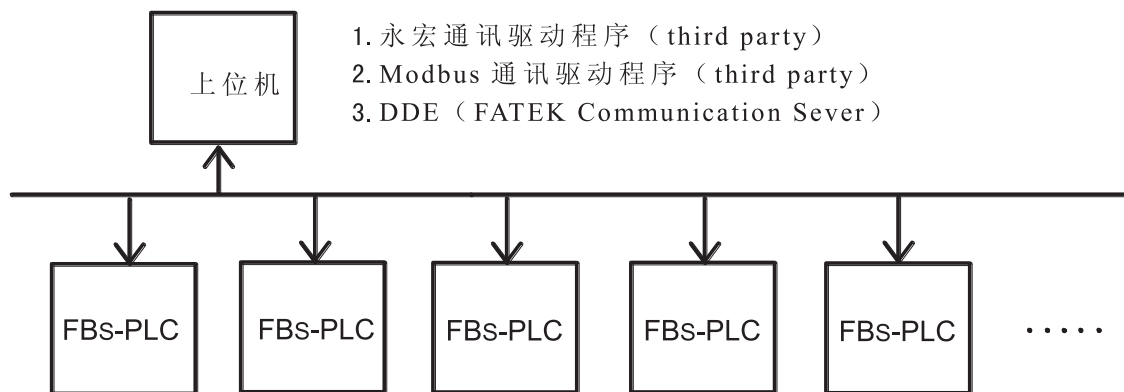 1. 永宏通讯驱动程序（third party）
上位机
2. Modbus 通讯驱动程序（third party）
3. DDE（FATEK Communication Sever）
FBs-PLC
FBs-PLC
FBs-PLC
FBs-PLC
FBs-PLC
·····